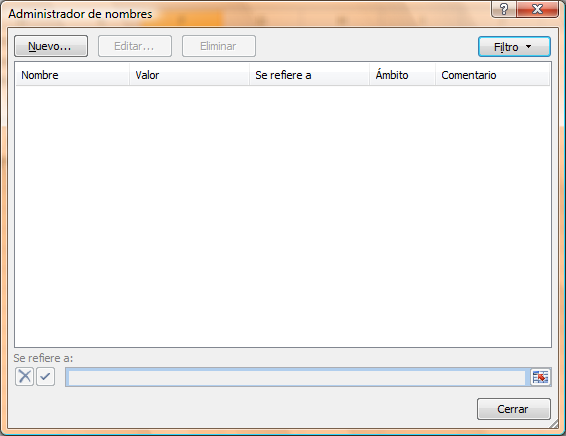 Administrador de nombres
Nuevo... Editar... Eliminar Filtro
Nombre Valor Se refiere a Ámbito Comentario
Se refiere a:
Cerrar